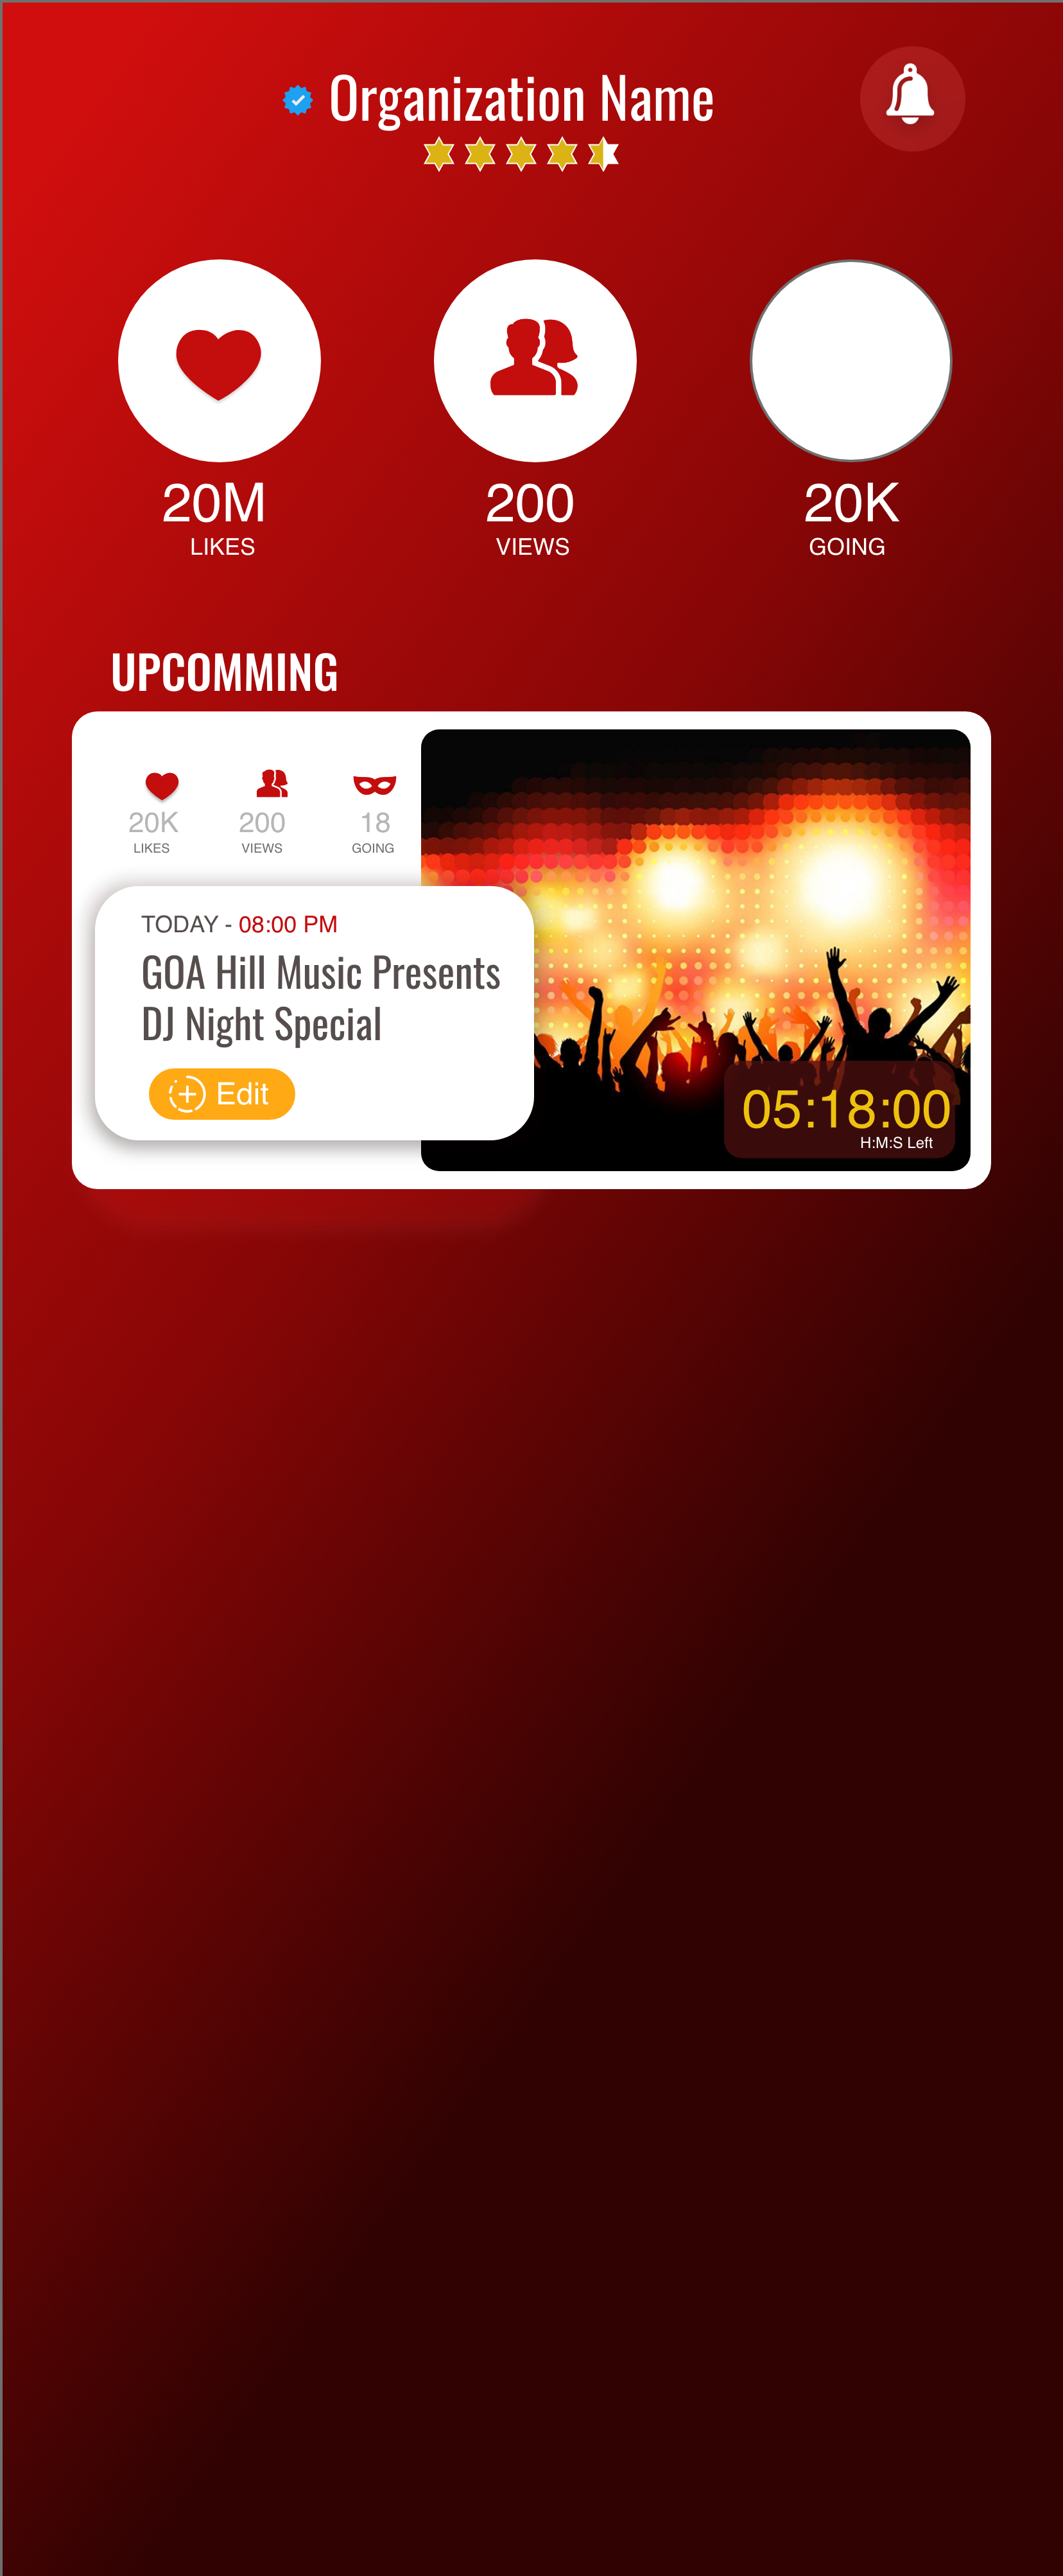 Organization Name
20M
200
20K
LIKES
VIEWS
GOING
UPCOMMING
20K
200
18
LIKES
VIEWS
GOING
TODAY - 08:00 PM
GOA Hill Music Presents
DJ Night Special
Edit
05:18:00
H:M:S Left